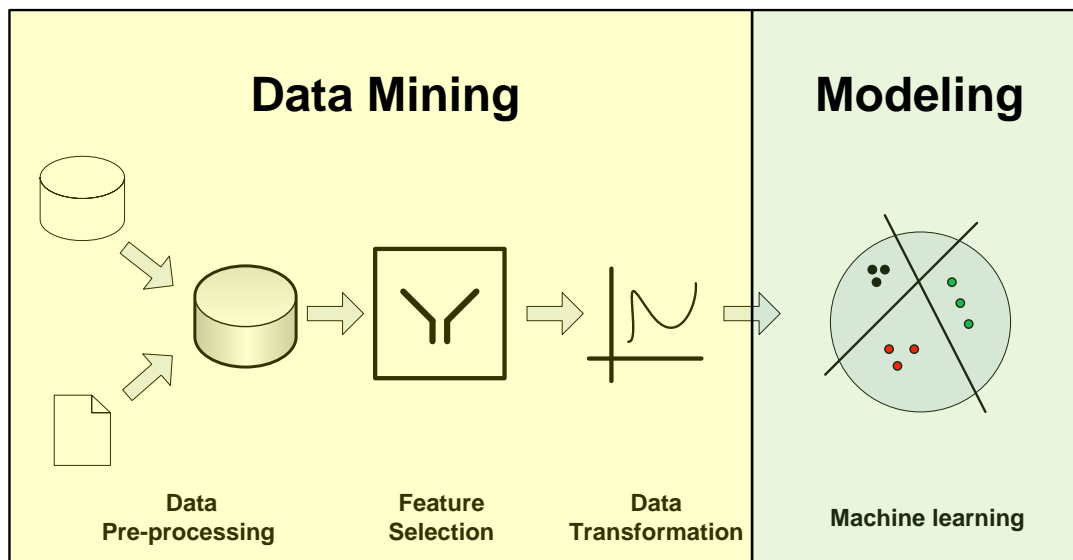 Data Mining
Modeling
Data
Pre-processing
Feature
Selection
Data
Transformation
Machine learning